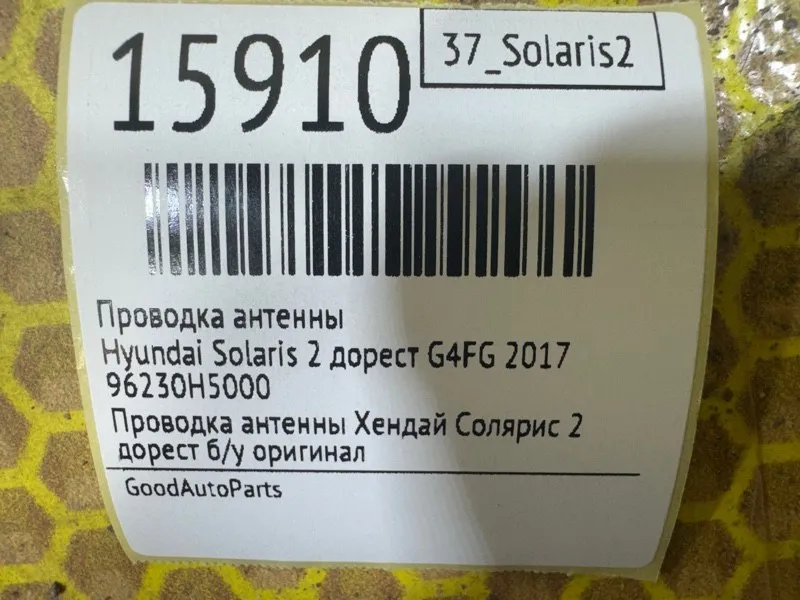 15910
37_Solaris2
Проводка антенны
Hyundai Solaris 2 дорест G4FG 2017
96230H5000
Проводка антенны Хендай Солярис 2
дорест б/у оригинал
GoodAutoParts